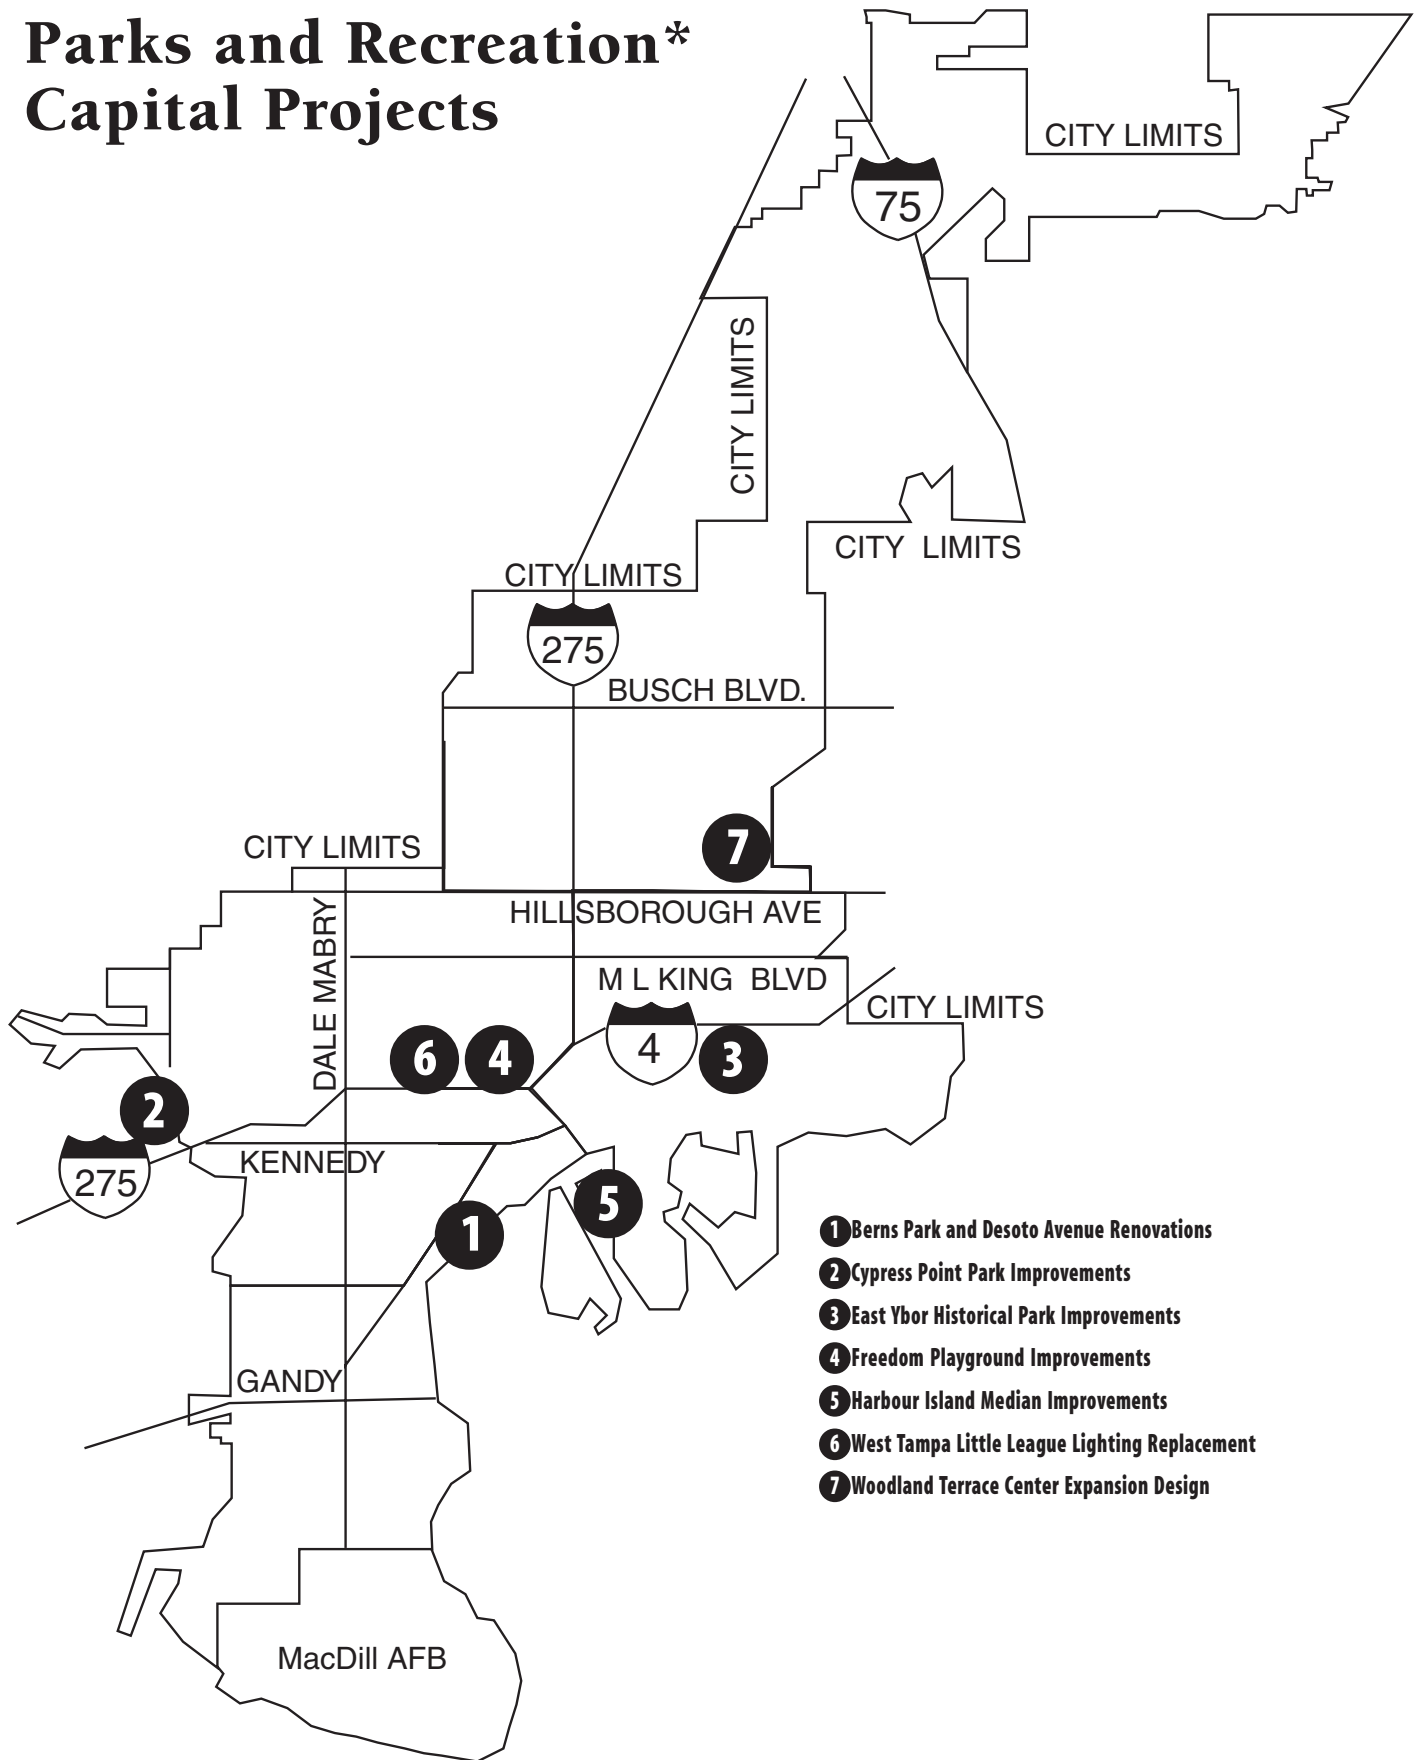 Parks and Recreation*
Capital Projects
CITY LIMITS
75
CITY LIMITS
CITY LIMITS
CITY LIMITS
275
BUSCH BLVD.
7
CITY LIMITS
HILLSBOROUGH AVE
DALE MABRY
M L KING BLVD
CITY LIMITS
6
4
4
3
2
275
KENNEDY
5
1
1 Berns Park and Desoto Avenue Renovations
2 Cypress Point Park Improvements
3 East Ybor Historical Park Improvements
4 Freedom Playground Improvements
5 Harbour Island Median Improvements
6 West Tampa Little League Lighting Replacement
7 Woodland Terrace Center Expansion Design
GANDY
MacDill AFB